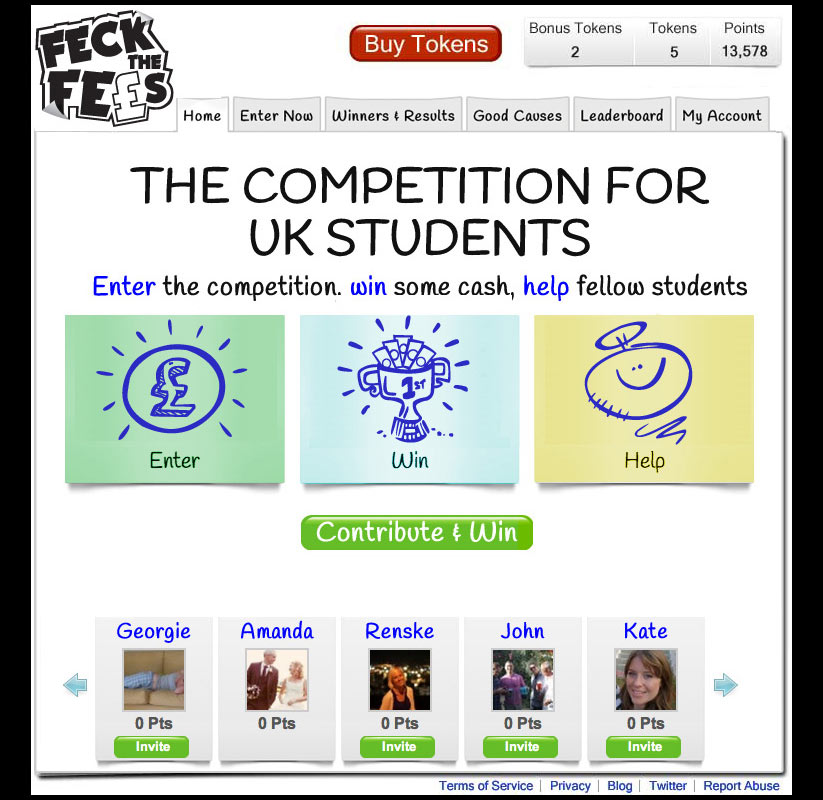 FECK
THE
FE£S
Buy Tokens
Bonus Tokens Tokens Points
2 5 13,578
Home Enter Now Winners & Results Good Causes Leaderboard My Account
THE COMPETITION FOR
UK STUDENTS
Enter the competition. win some cash, help fellow students
£
1ST
Enter Win Help
Contribute & Win
Georgie Amanda Renske John Kate
0 Pts 0 Pts 0 Pts 0 Pts 0 Pts
Invite Invite Invite Invite
Terms of Service Privacy Blog Twitter Report Abuse